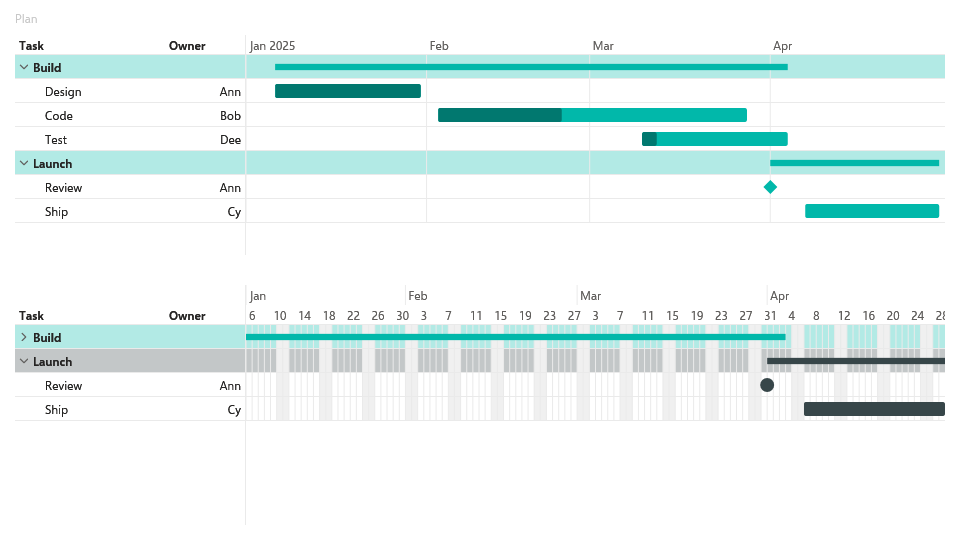 Plan
Task Owner Jan 2025 Feb Mar Apr
Build
Design Ann
Code Bob
Test Dee
Launch
Review Ann
Ship Cy
Jan Feb Mar Apr
Task Owner 6 10 14 18 22 26 30 3 7 11 15 19 23 27 3 7 11 15 19 23 27 31 4 8 12 16 20 24 28
Build
Launch
Review Ann
Ship Cy